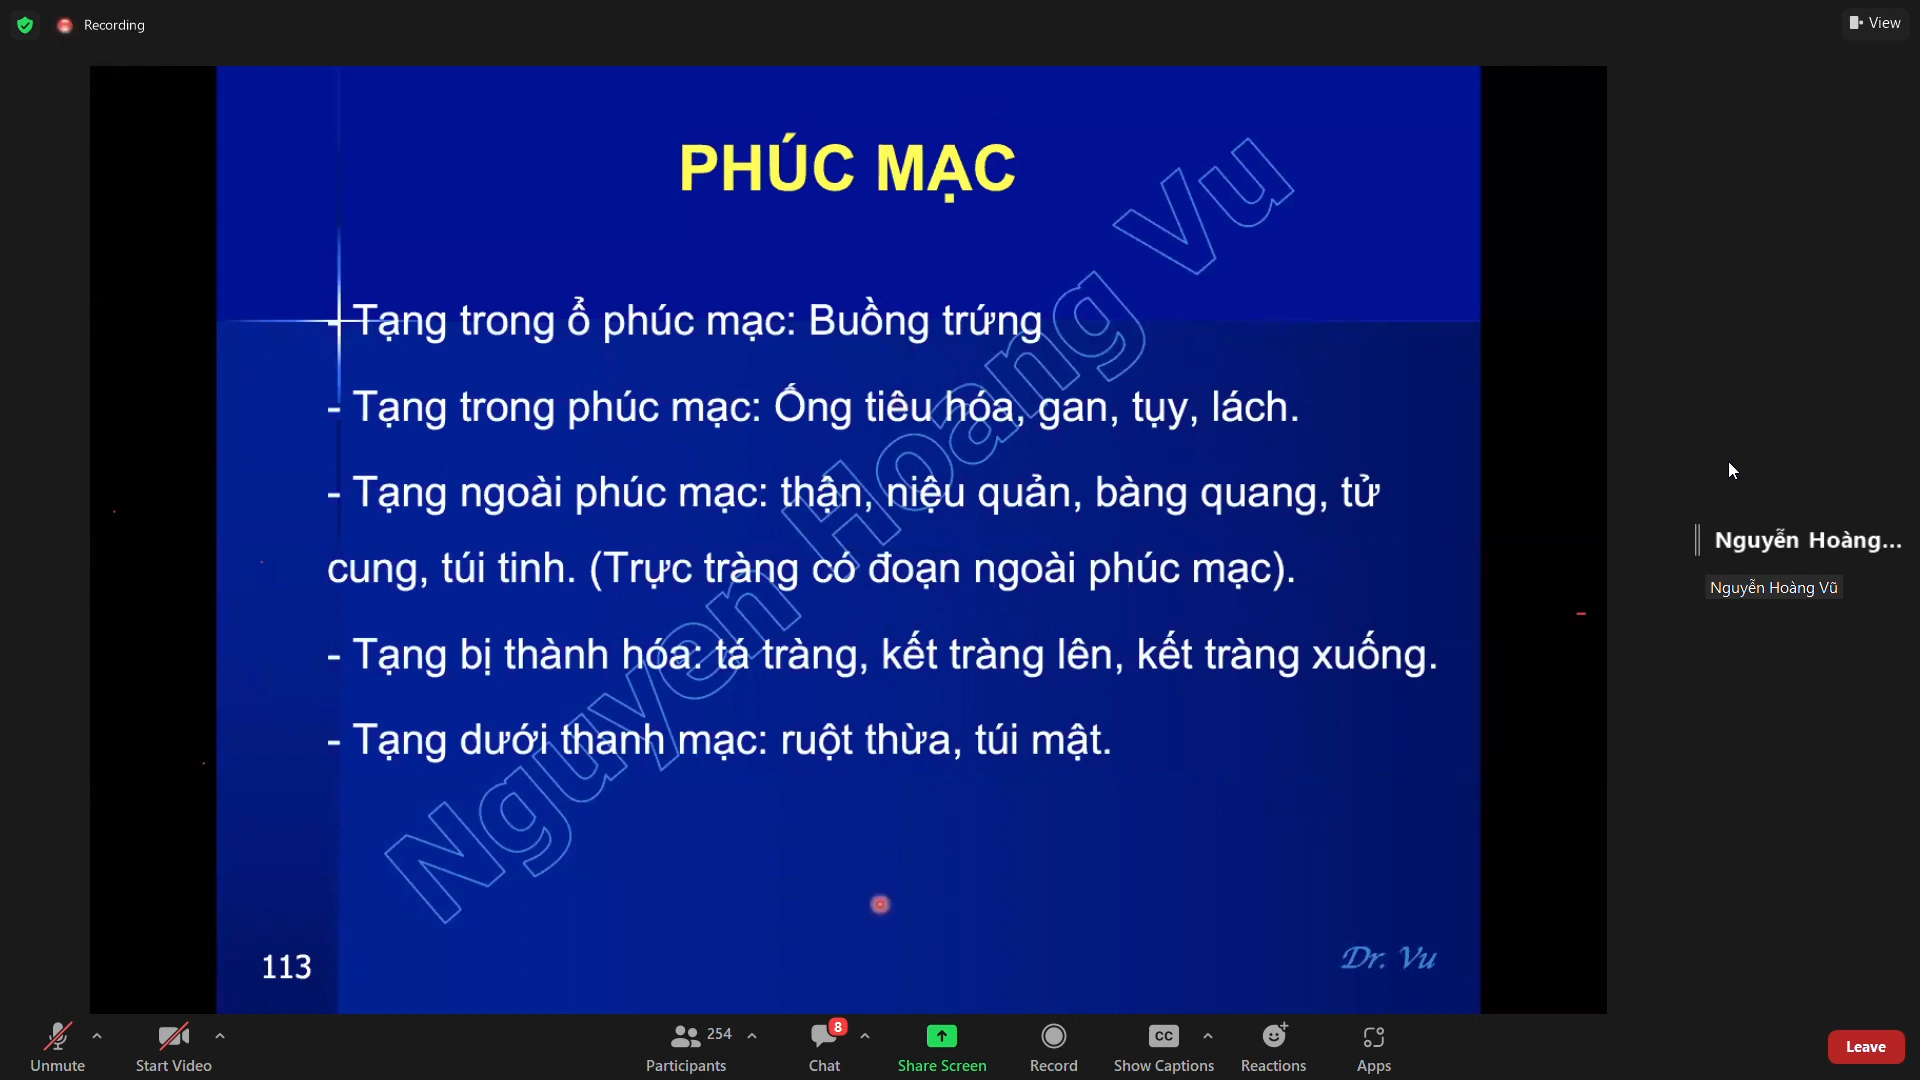 Recording
View
PHÚC MẠC
- Tạng trong ổ phúc mạc: Buồng trứng
- Tạng trong phúc mạc: Ống tiêu hóa, gan, tụy, lách.
- Tạng ngoài phúc mạc: thận, niệu quản, bàng quang, tử
cung, túi tinh. (Trực tràng có đoạn ngoài phúc mạc).
- Tạng bị thành hóa: tá tràng, kết tràng lên, kết tràng xuống.
- Tạng dưới thanh mạc: ruột thừa, túi mật.
Nguyen Hoang Vu
113
Dr. Vu
Nguyễn Hoàng...
Nguyễn Hoàng Vũ
Unmute
Start Video
254
Participants
8
Chat
Share Screen
Record
CC
Show Captions
Reactions
Apps
Leave